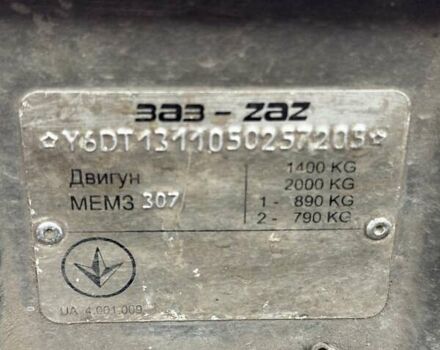 ЗАЗ - ZAZ
Y6DT1311050257203
1400 KG
Двигун 2000 KG
МЕМЗ 307 1 - 890 KG
2 - 790 KG
UA 4.001.009